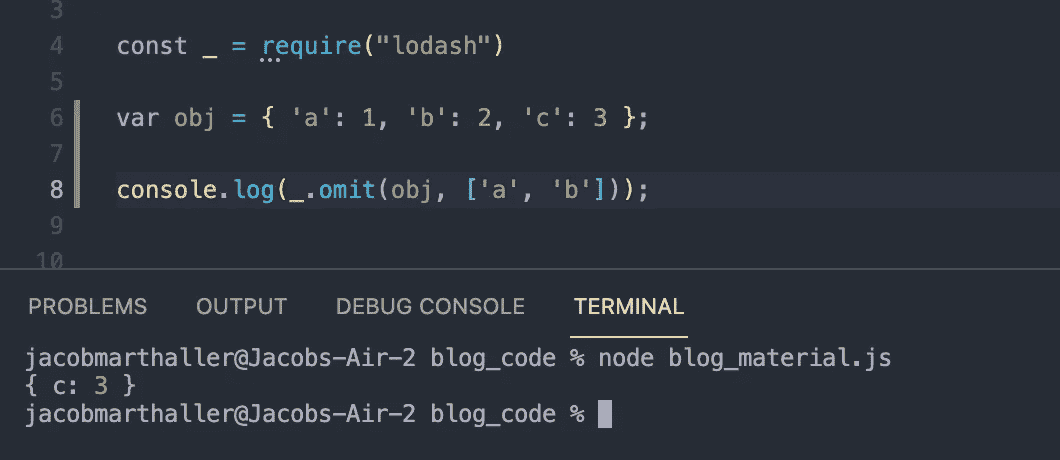 3
4 const _ = require("lodash")
5
6 var obj = { 'a': 1, 'b': 2, 'c': 3 };
7
8 console.log(_.omit(obj, ['a', 'b']));
9
10
PROBLEMS OUTPUT DEBUG CONSOLE TERMINAL
jacobmarthaller@Jacobs-Air-2 blog_code % node blog_material.js
{ c: 3 }
jacobmarthaller@Jacobs-Air-2 blog_code %